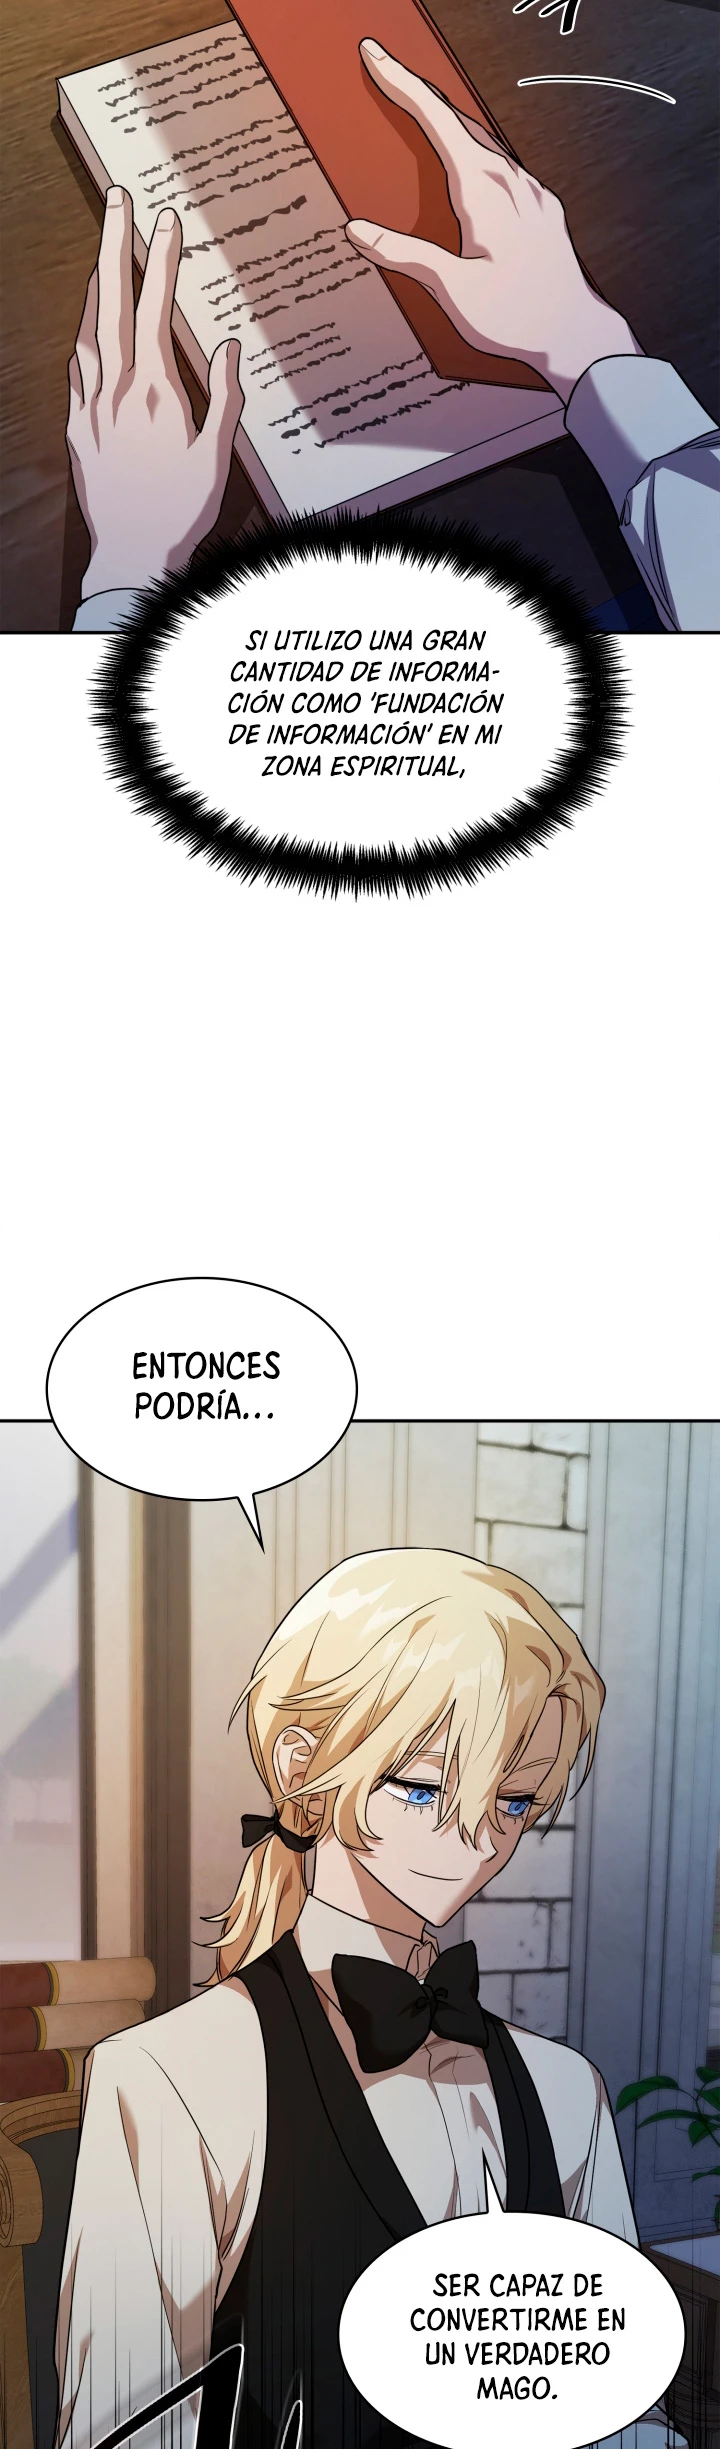 SI UTILIZO UNA GRAN
CANTIDAD DE INFORMA-
CIÓN COMO 'FUNDACIÓN
DE INFORMACIÓN' EN MI
ZONA ESPIRITUAL,
ENTONCES
PODRÍA...
SER CAPAZ DE
CONVERTIRME EN
UN VERDADERO
MAGO.